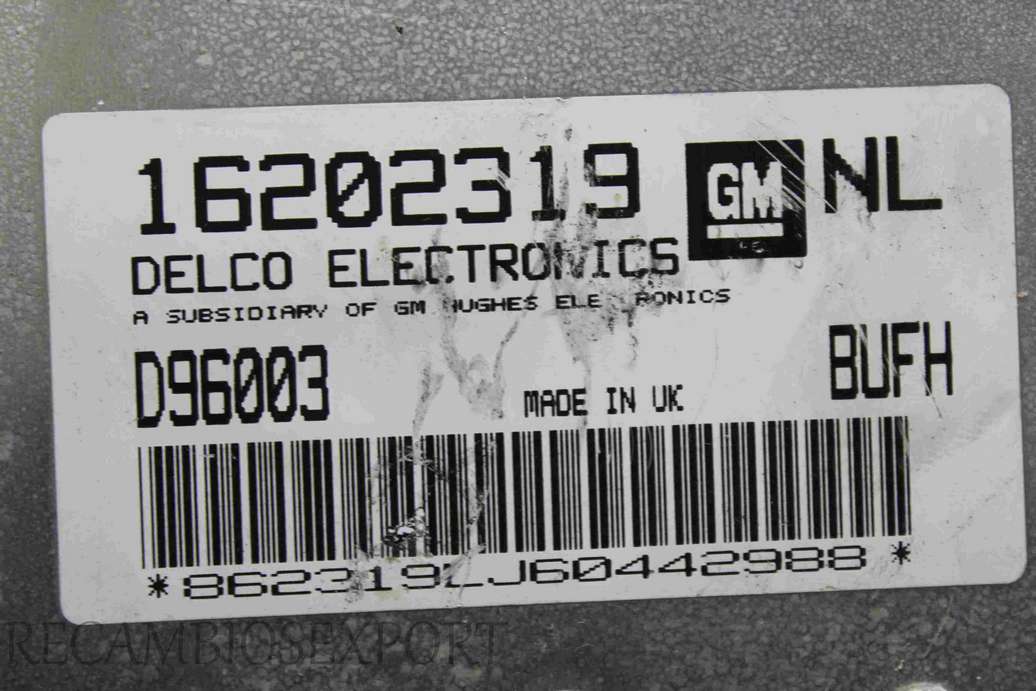 16202319 GM NL
DELCO ELECTRONICS
A SUBSIDIARY OF GM HUGHES ELECTRONICS
D96003 BUFH
MADE IN UK
*862319LJ60442988*
RECAMBIOSEXPORT